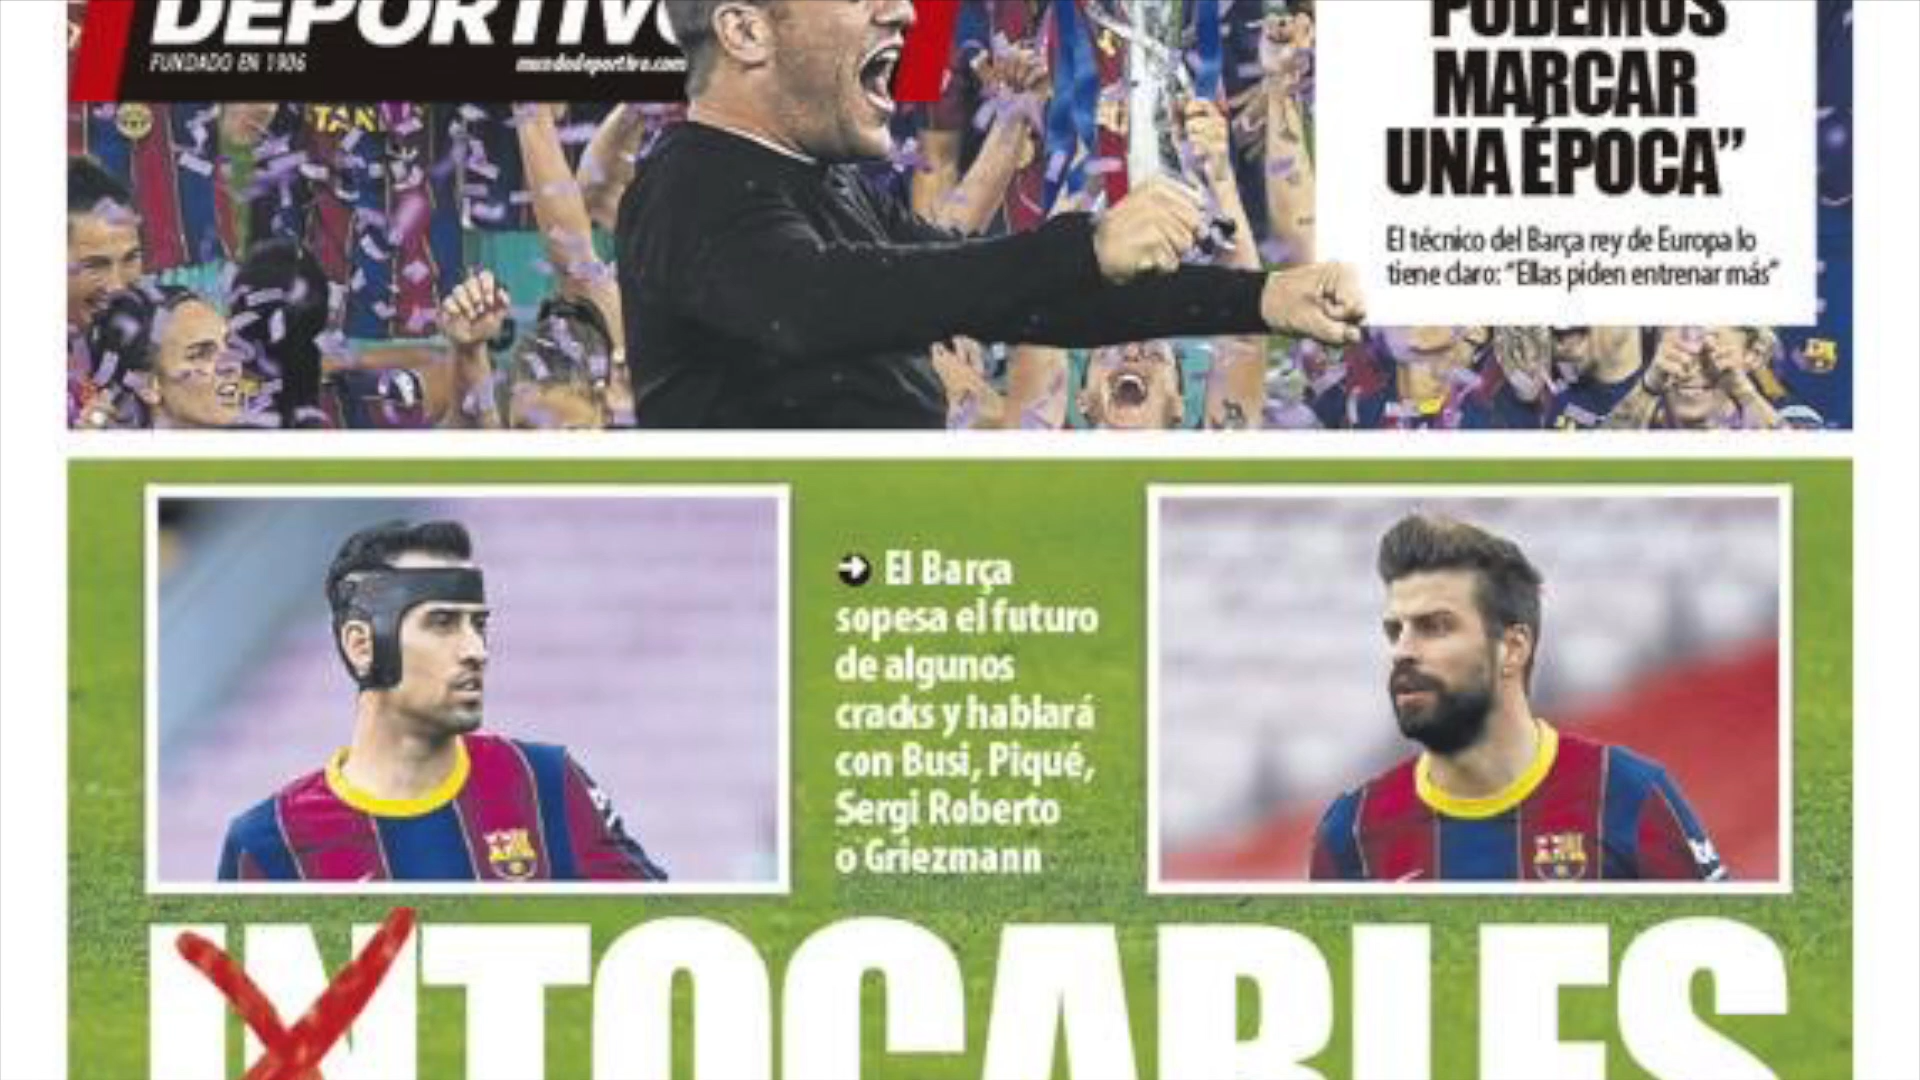 DEPORTIVO
FUNDADO EN 1906
mundodeportivo.com
"PODEMOS
MARCAR
UNA ÉPOCA"
El técnico del Barça rey de Europa lo
tiene claro: "Ellas piden entrenar más"
El Barça
sopesa el futuro
de algunos
cracks y hablará
con Busi, Piqué,
Sergi Roberto
o Griezmann
INTOCABLES